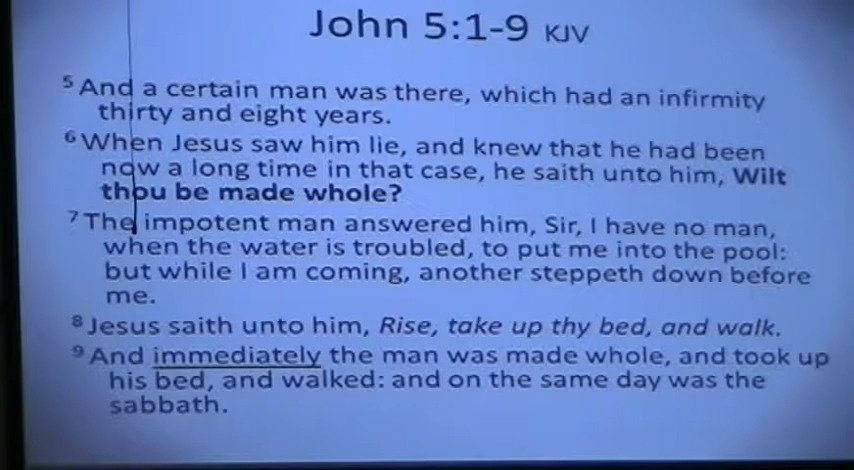 John 5:1-9 KJV
5 And a certain man was there, which had an infirmity
thirty and eight years.
6 When Jesus saw him lie, and knew that he had been
now a long time in that case, he saith unto him, Wilt
thou be made whole?
7 The impotent man answered him, Sir, I have no man,
when the water is troubled, to put me into the pool:
but while I am coming, another steppeth down before
me.
8 Jesus saith unto him, Rise, take up thy bed, and walk.
9 And immediately the man was made whole, and took up
his bed, and walked: and on the same day was the
sabbath.